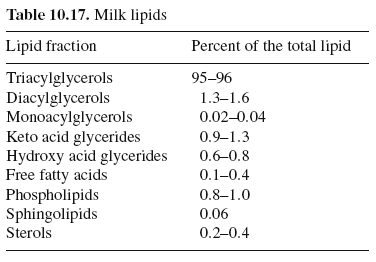 Table 10.17. Milk lipids
Lipid fraction Percent of the total lipid
Triacylglycerols 95–96
Diacylglycerols 1.3–1.6
Monoacylglycerols 0.02–0.04
Keto acid glycerides 0.9–1.3
Hydroxy acid glycerides 0.6–0.8
Free fatty acids 0.1–0.4
Phospholipids 0.8–1.0
Sphingolipids 0.06
Sterols 0.2–0.4